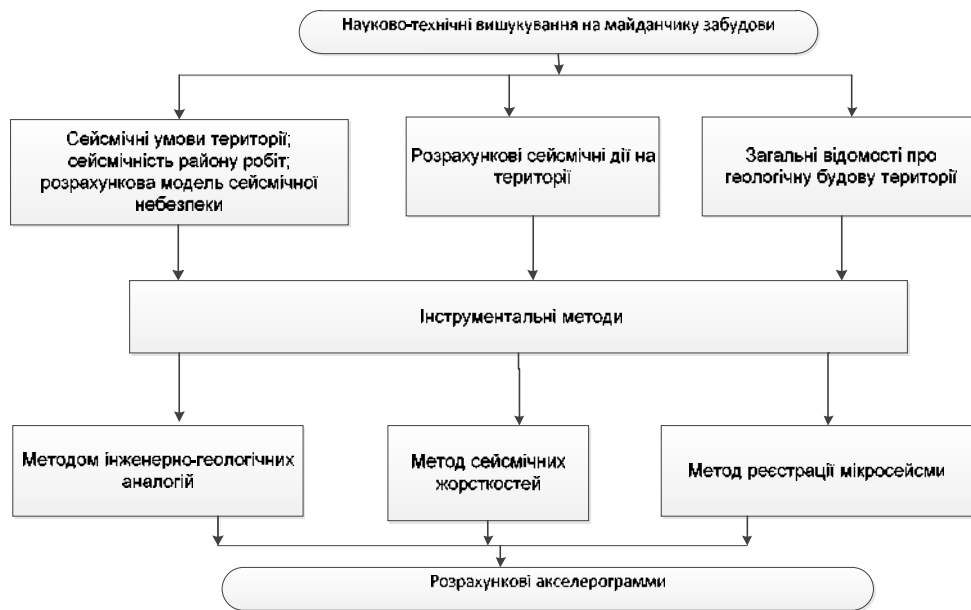 Науково-технічні вишукування на майданчику забудови
Сейсмічні умови території;
сейсмічність району робіт;
розрахункова модель сейсмічної
небезпеки
Розрахункові сейсмічні дії на
території
Загальні відомості про
геологічну будову території
Інструментальні методи
Методом інженерно-геологічних
аналогій
Метод сейсмічних
жорсткостей
Метод реєстрації мікросейсми
Розрахункові акселерограмми